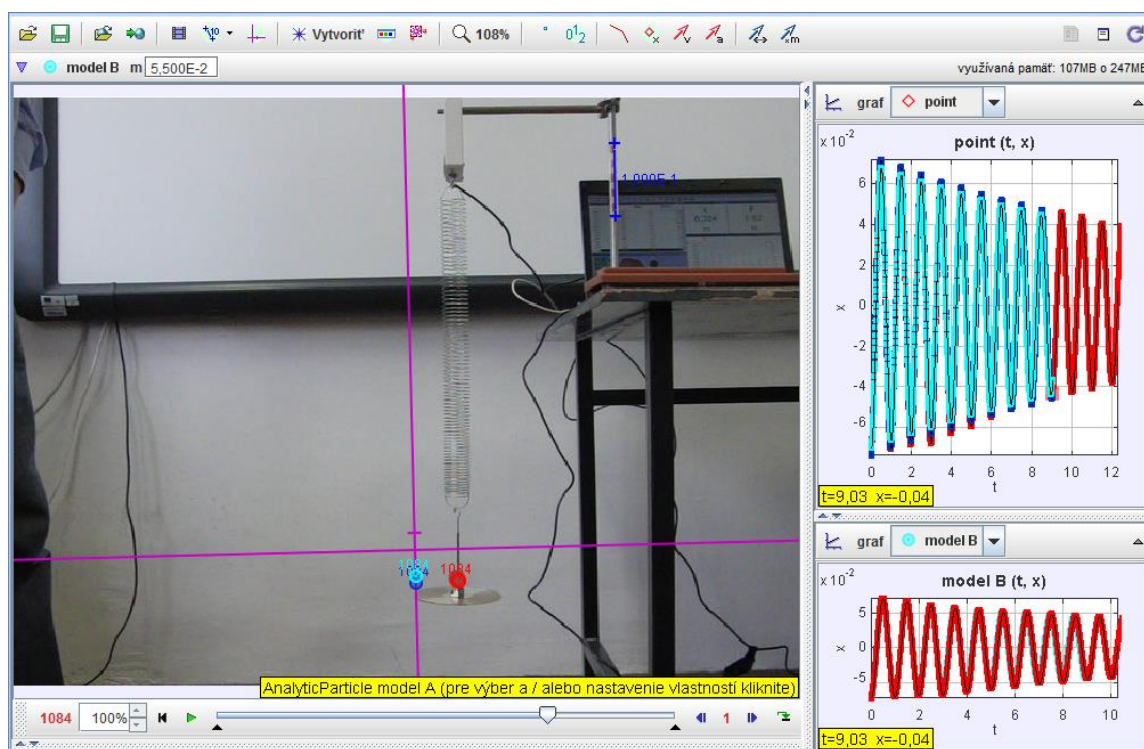 108%
Vytvoriť
model B m 5,500E-2
využívaná pamäť: 107MB o 247MB
graf point
x 10⁻²
point (t, x)
6
4
2
0
-2
-4
-6
x
0 2 4 6 8 10 12
t
t=9,03 x=-0,04
1,000E-1
1084
1084
graf model B
x 10⁻²
model B (t, x)
5
0
-5
x
0 2 4 6 8 10
t
t=9,03 x=-0,04
AnalyticParticle model A (pre výber a / alebo nastavenie vlastností kliknite)
1084 100% 1